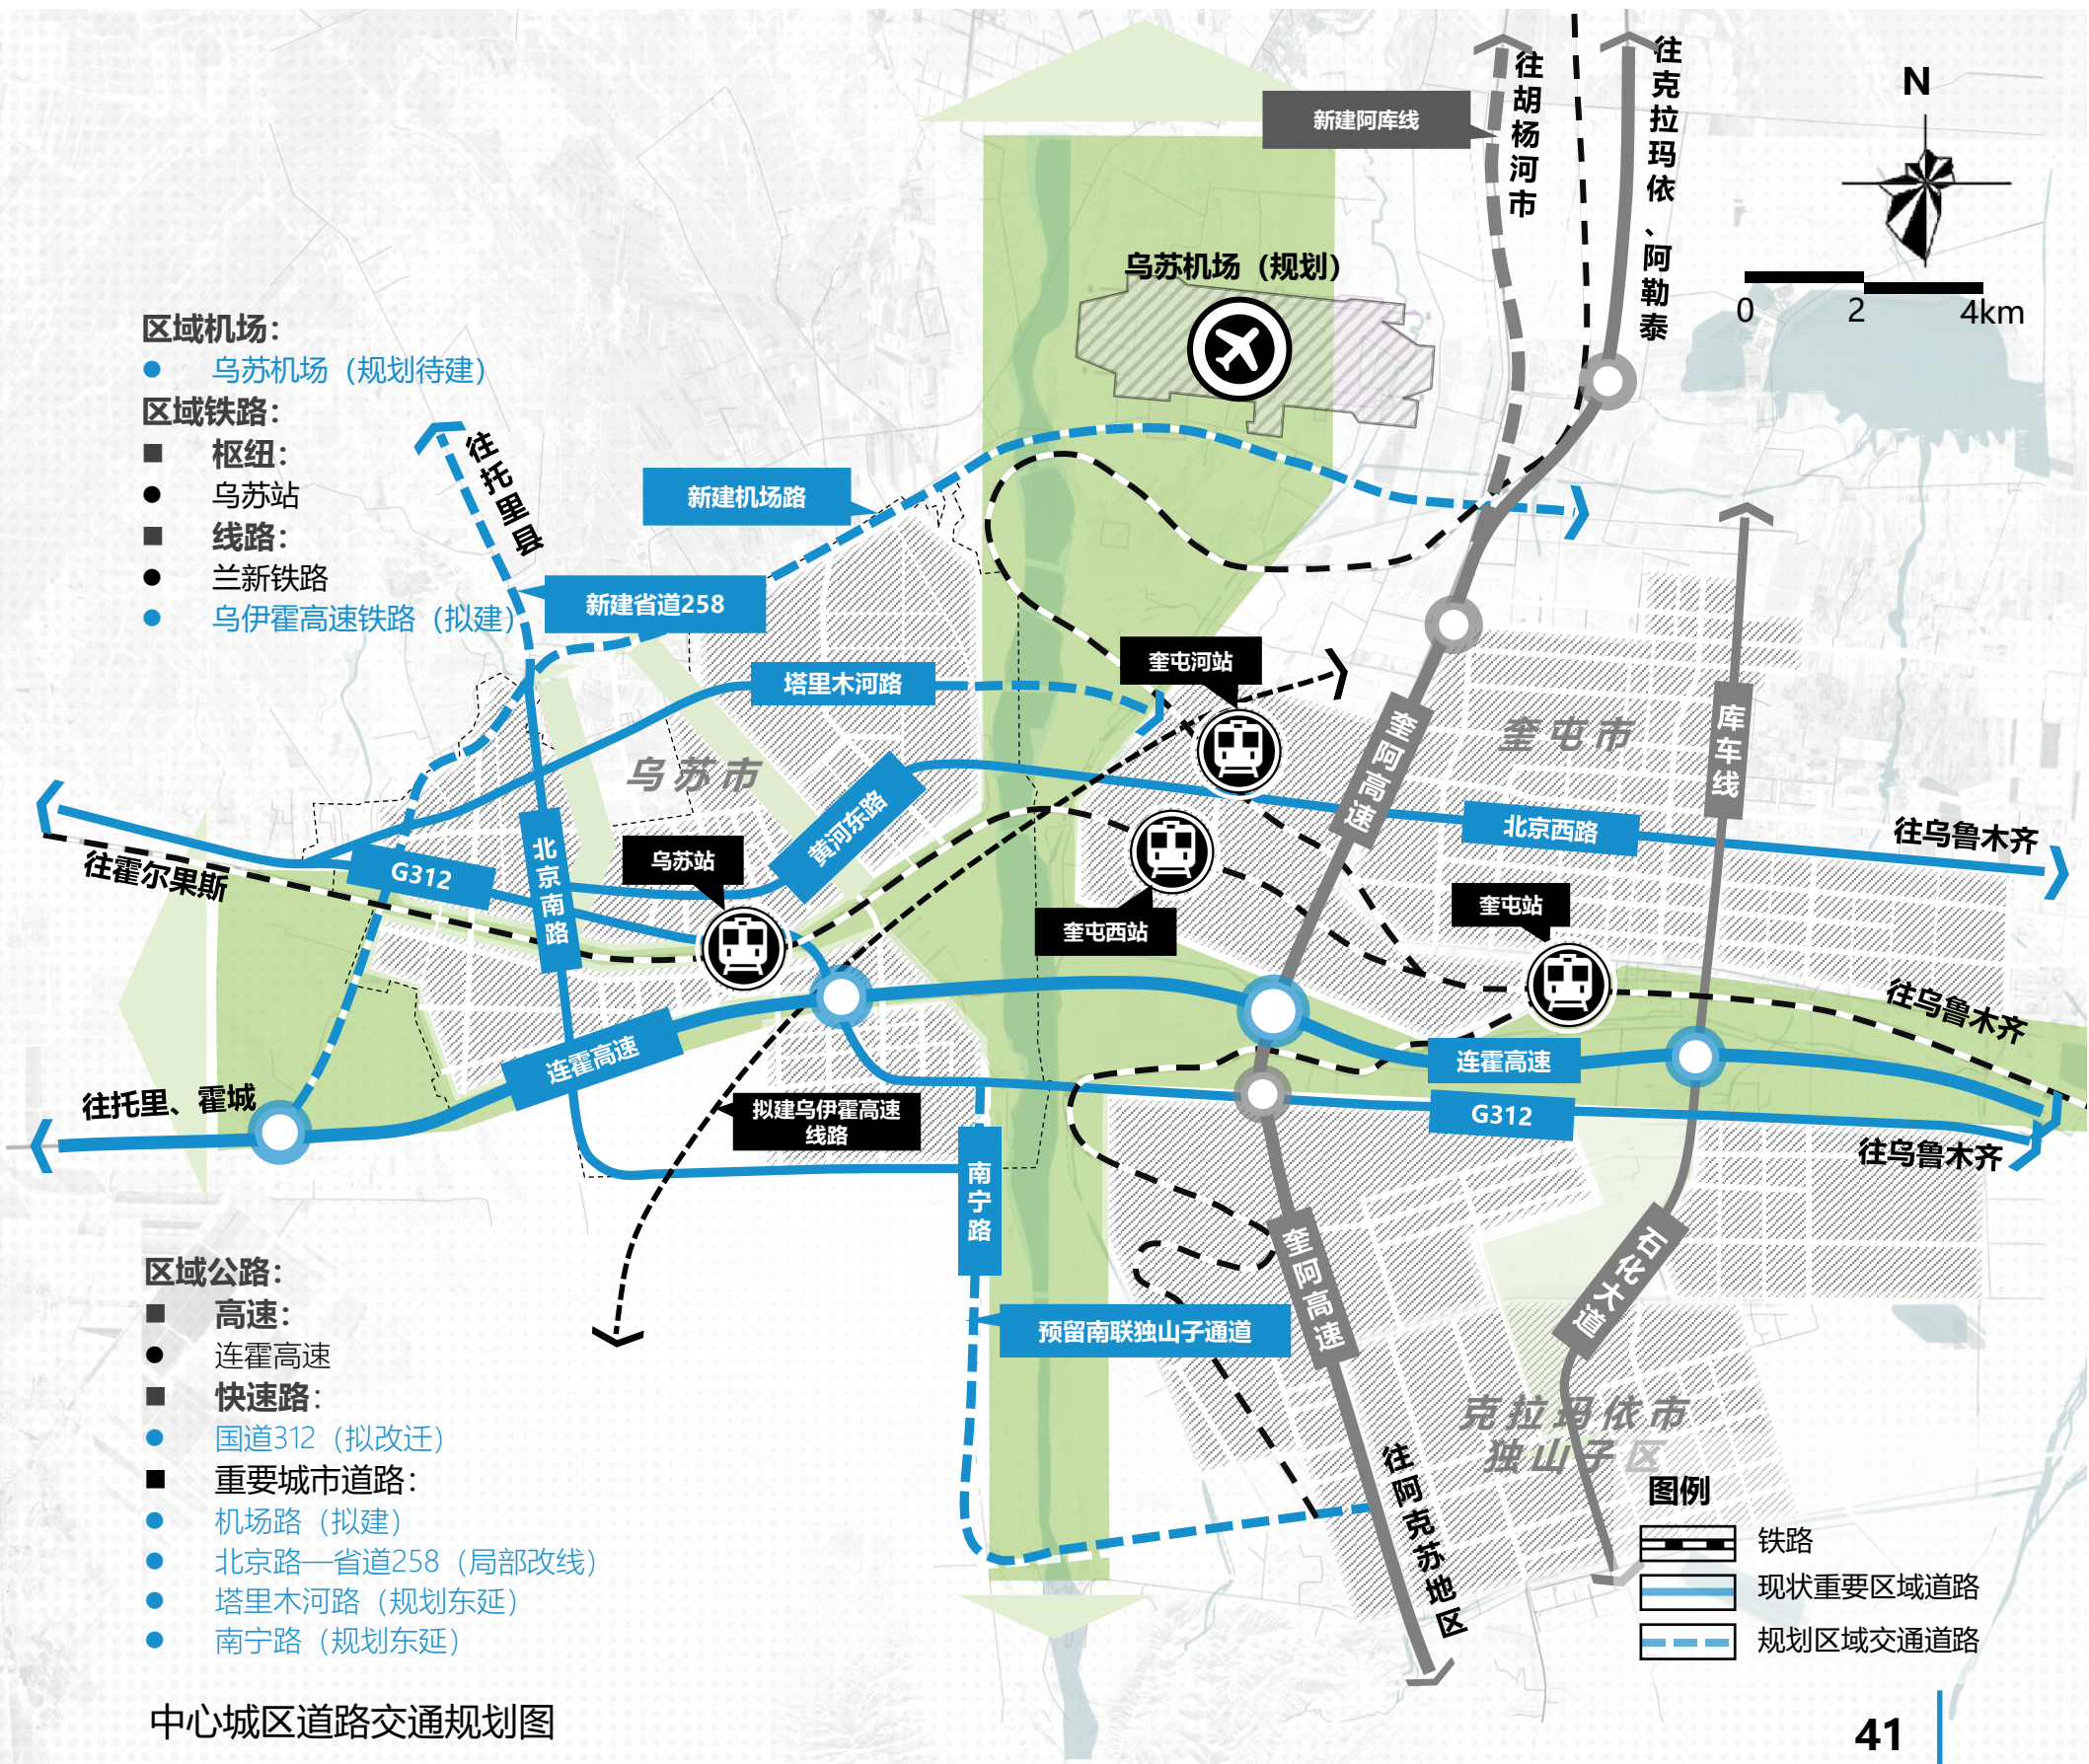 往胡杨河市
往克拉玛依、阿勒泰
N
新建阿库线
乌苏机场（规划）
0 2 4km
区域机场：
乌苏机场（规划待建）
区域铁路：
枢纽：
乌苏站
线路：
兰新铁路
乌伊霍高速铁路（拟建）
往托里县
新建机场路
新建省道258
塔里木河路
奎屯河站
奎阿高速
奎屯市
库车线
乌苏市
黄河东路
北京西路
往乌鲁木齐
往霍尔果斯
G312
北京南路
乌苏站
奎屯西站
奎屯站
往乌鲁木齐
连霍高速
连霍高速
往托里、霍城
拟建乌伊霍高速
线路
G312
往乌鲁木齐
南宁路
奎阿高速
石化大道
预留南联独山子通道
区域公路：
高速：
连霍高速
快速路：
国道312（拟改迁）
重要城市道路：
机场路（拟建）
北京路—省道258（局部改线）
塔里木河路（规划东延）
南宁路（规划东延）
克拉玛依市
独山子区
往阿克苏地区
图例
铁路
现状重要区域道路
规划区域交通道路
中心城区道路交通规划图
41